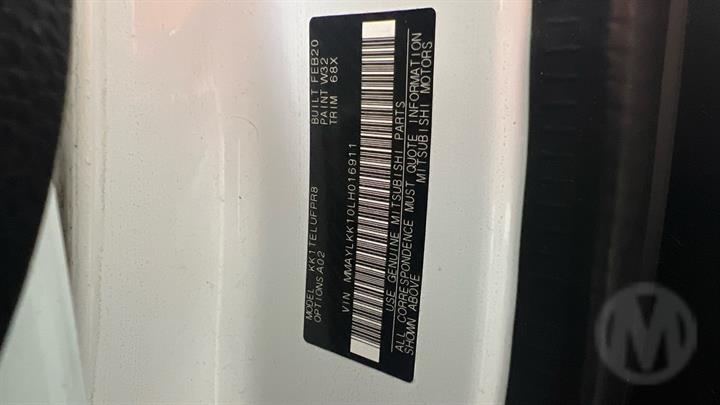 MODEL KK1TELUFPR8 BUILT FEB20
OPTIONS A02 PAINT W32
TRIM 68X
VIN MMAYLKK10LH016911
USE GENUINE MITSUBISHI PARTS
ALL CORRESPONDENCE MUST QUOTE INFORMATION
SHOWN ABOVE MITSUBISHI MOTORS
M